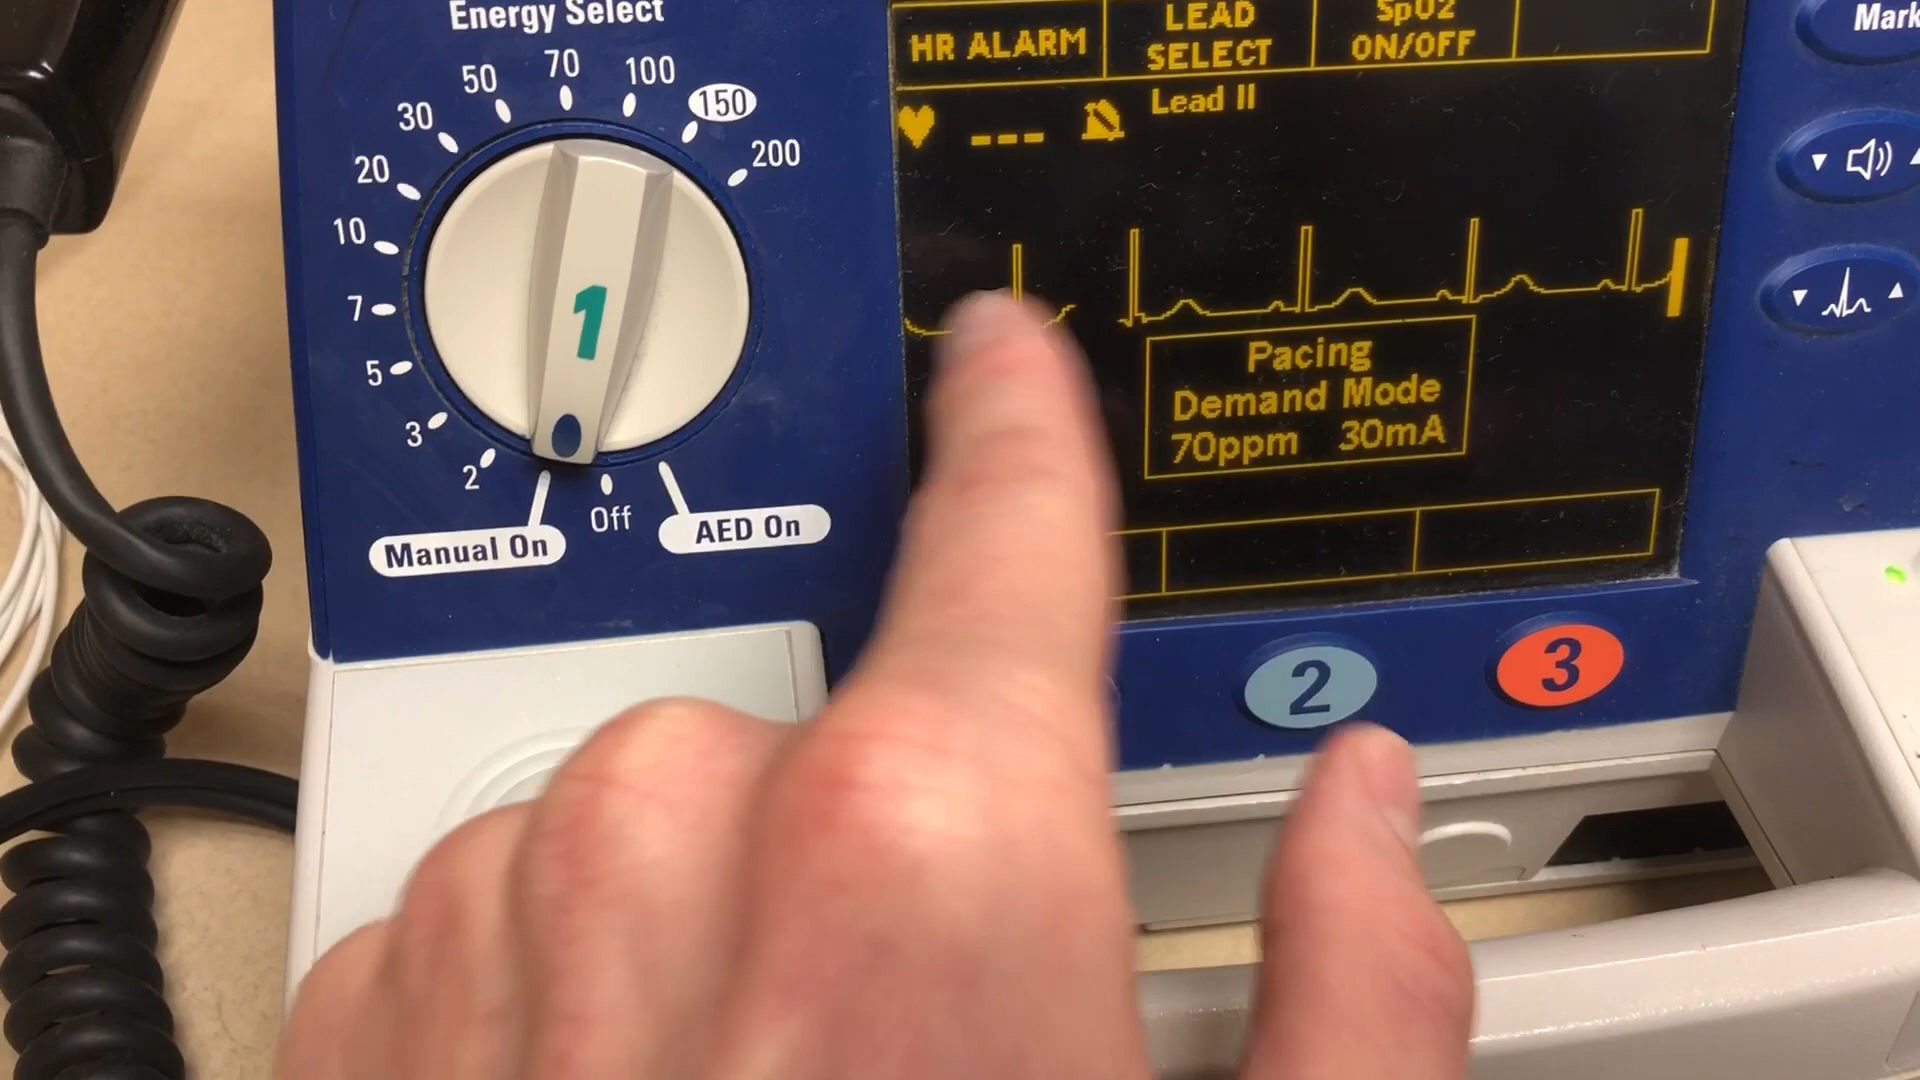 Energy Select
2
3
5
7
10
20
30
50
70
100
150
200
1
Manual On
Off
AED On
HR ALARM
LEAD
SELECT
SpO2
ON/OFF
Lead II
---
Pacing
Demand Mode
70ppm 30mA
2
3
Mark